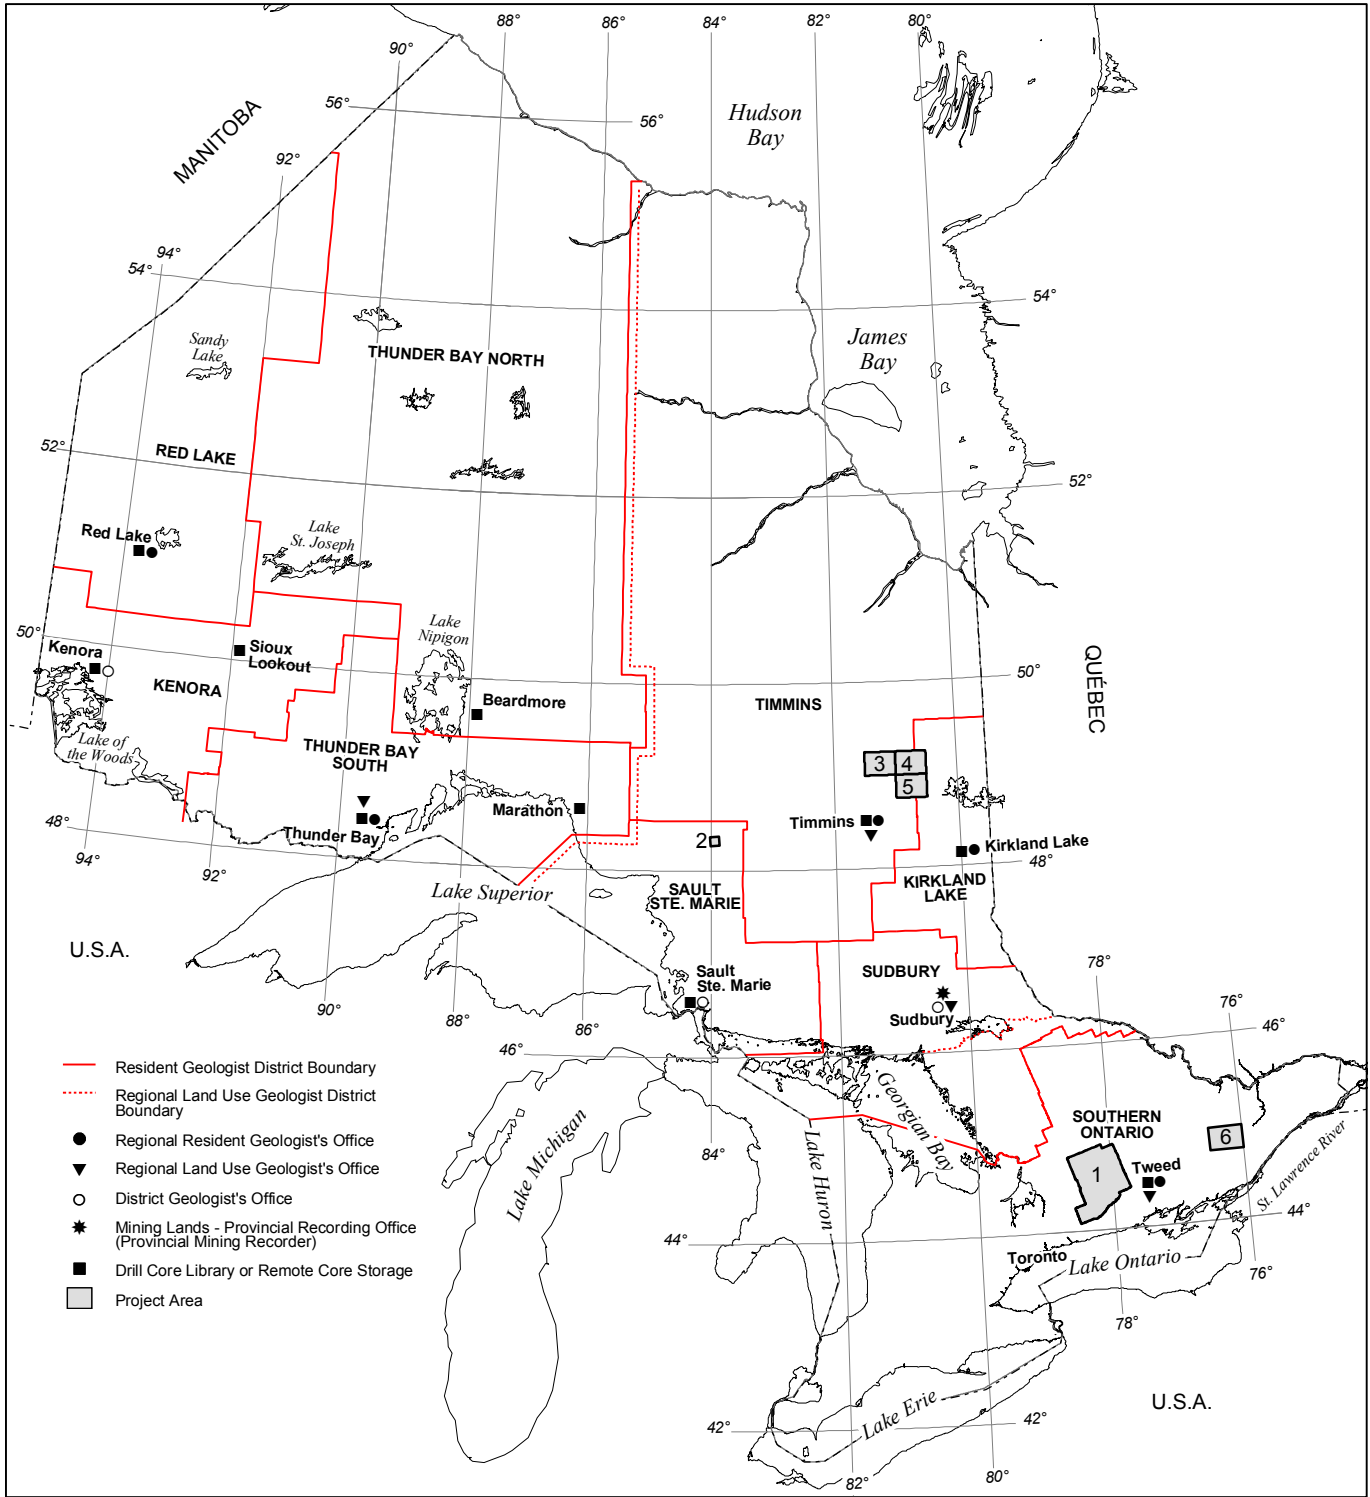 88°
86°
84°
82°
80°
90°
56°
56°
Hudson
Bay
MANITOBA
92°
94°
54°
54°
Sandy
Lake
THUNDER BAY NORTH
James
Bay
52°
RED LAKE
52°
Red Lake
Lake
St. Joseph
50°
Kenora
Sioux
Lookout
Lake
Nipigon
KENORA
Beardmore
TIMMINS
50°
QUÉBEC
Lake of
the Woods
THUNDER BAY
SOUTH
3
4
5
Marathon
Thunder Bay
Timmins
2
Kirkland Lake
48°
48°
94°
92°
Lake Superior
SAULT
STE. MARIE
KIRKLAND
LAKE
U.S.A.
Sault
Ste. Marie
SUDBURY
Sudbury
78°
76°
46°
90°
88°
86°
46°
Resident Geologist District Boundary
Regional Land Use Geologist District
Boundary
Regional Resident Geologist's Office
Regional Land Use Geologist's Office
District Geologist's Office
Mining Lands - Provincial Recording Office
(Provincial Mining Recorder)
Drill Core Library or Remote Core Storage
Project Area
Lake Michigan
84°
Lake Huron
Georgian Bay
SOUTHERN
ONTARIO
1
Tweed
6
St. Lawrence River
44°
44°
Toronto
Lake Ontario
76°
78°
Lake Erie
U.S.A.
42°
42°
82°
80°